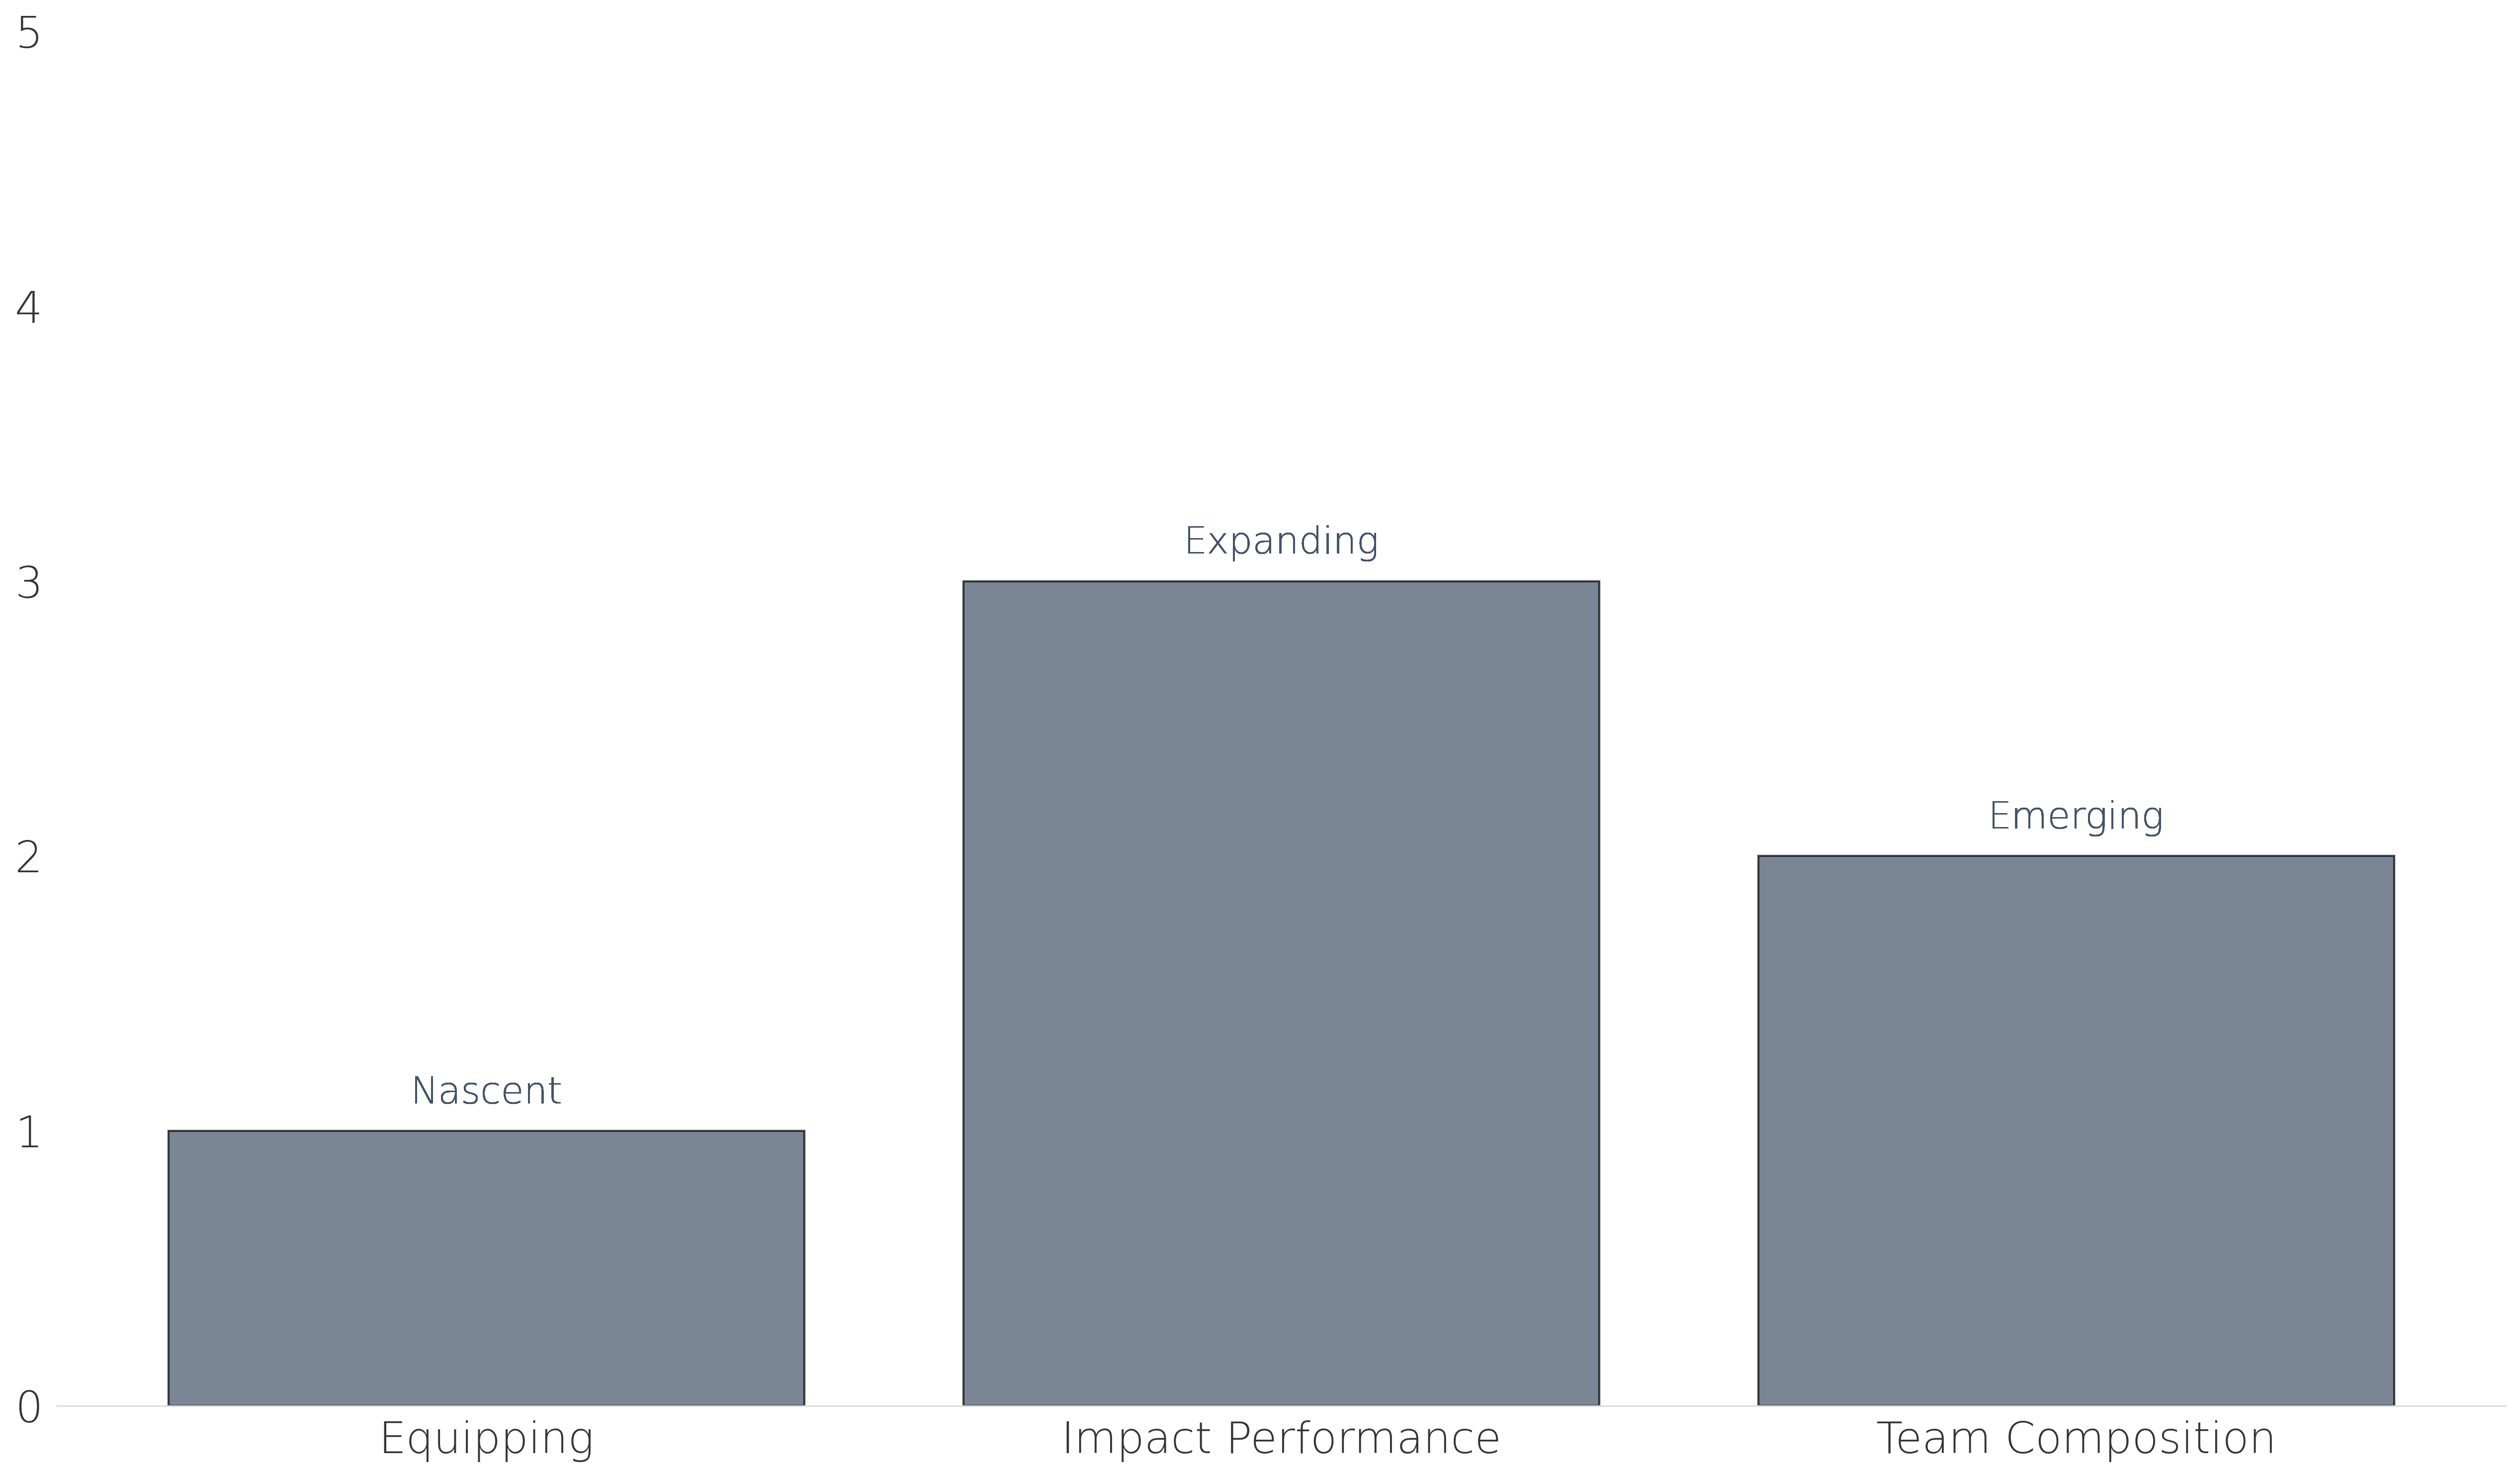 5
4
3
2
1
0
Expanding
Emerging
Nascent
Equipping
Impact Performance
Team Composition